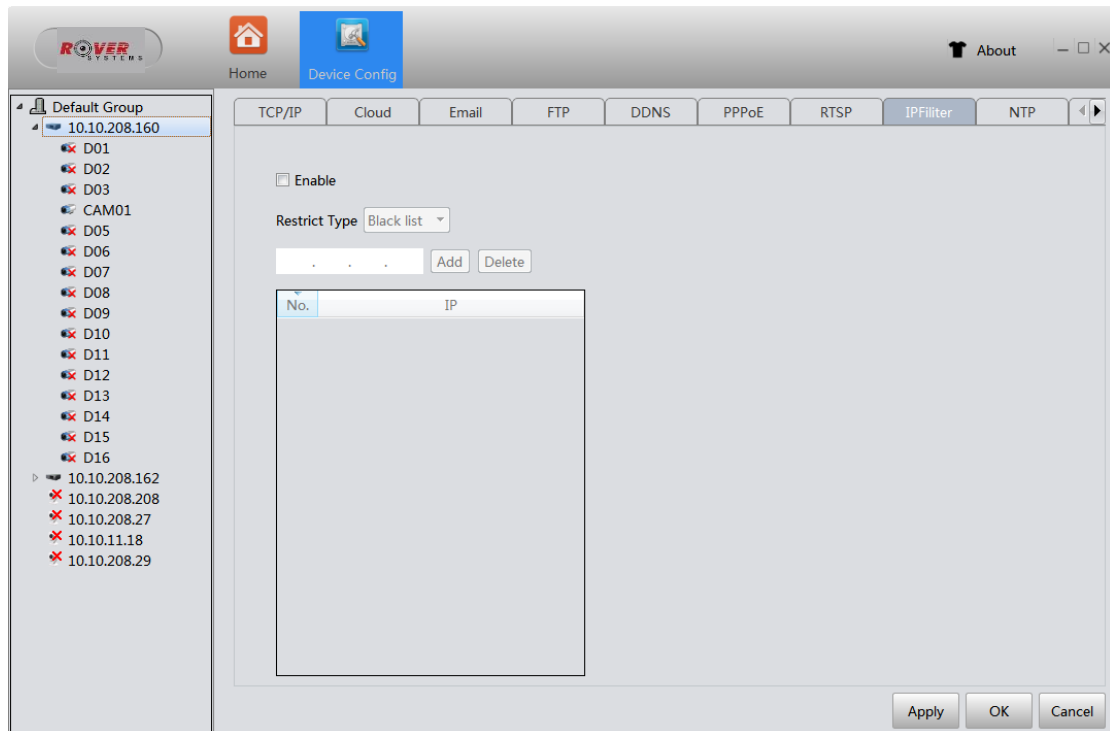 ROVER
SYSTEMS
Home
Device Config
About
Default Group
10.10.208.160
D01
D02
D03
CAM01
D05
D06
D07
D08
D09
D10
D11
D12
D13
D14
D15
D16
10.10.208.162
10.10.208.208
10.10.208.27
10.10.11.18
10.10.208.29
TCP/IP Cloud Email FTP DDNS PPPoE RTSP IPFiliter NTP
Enable
Restrict Type Black list
. . . Add Delete
No. IP
Apply OK Cancel